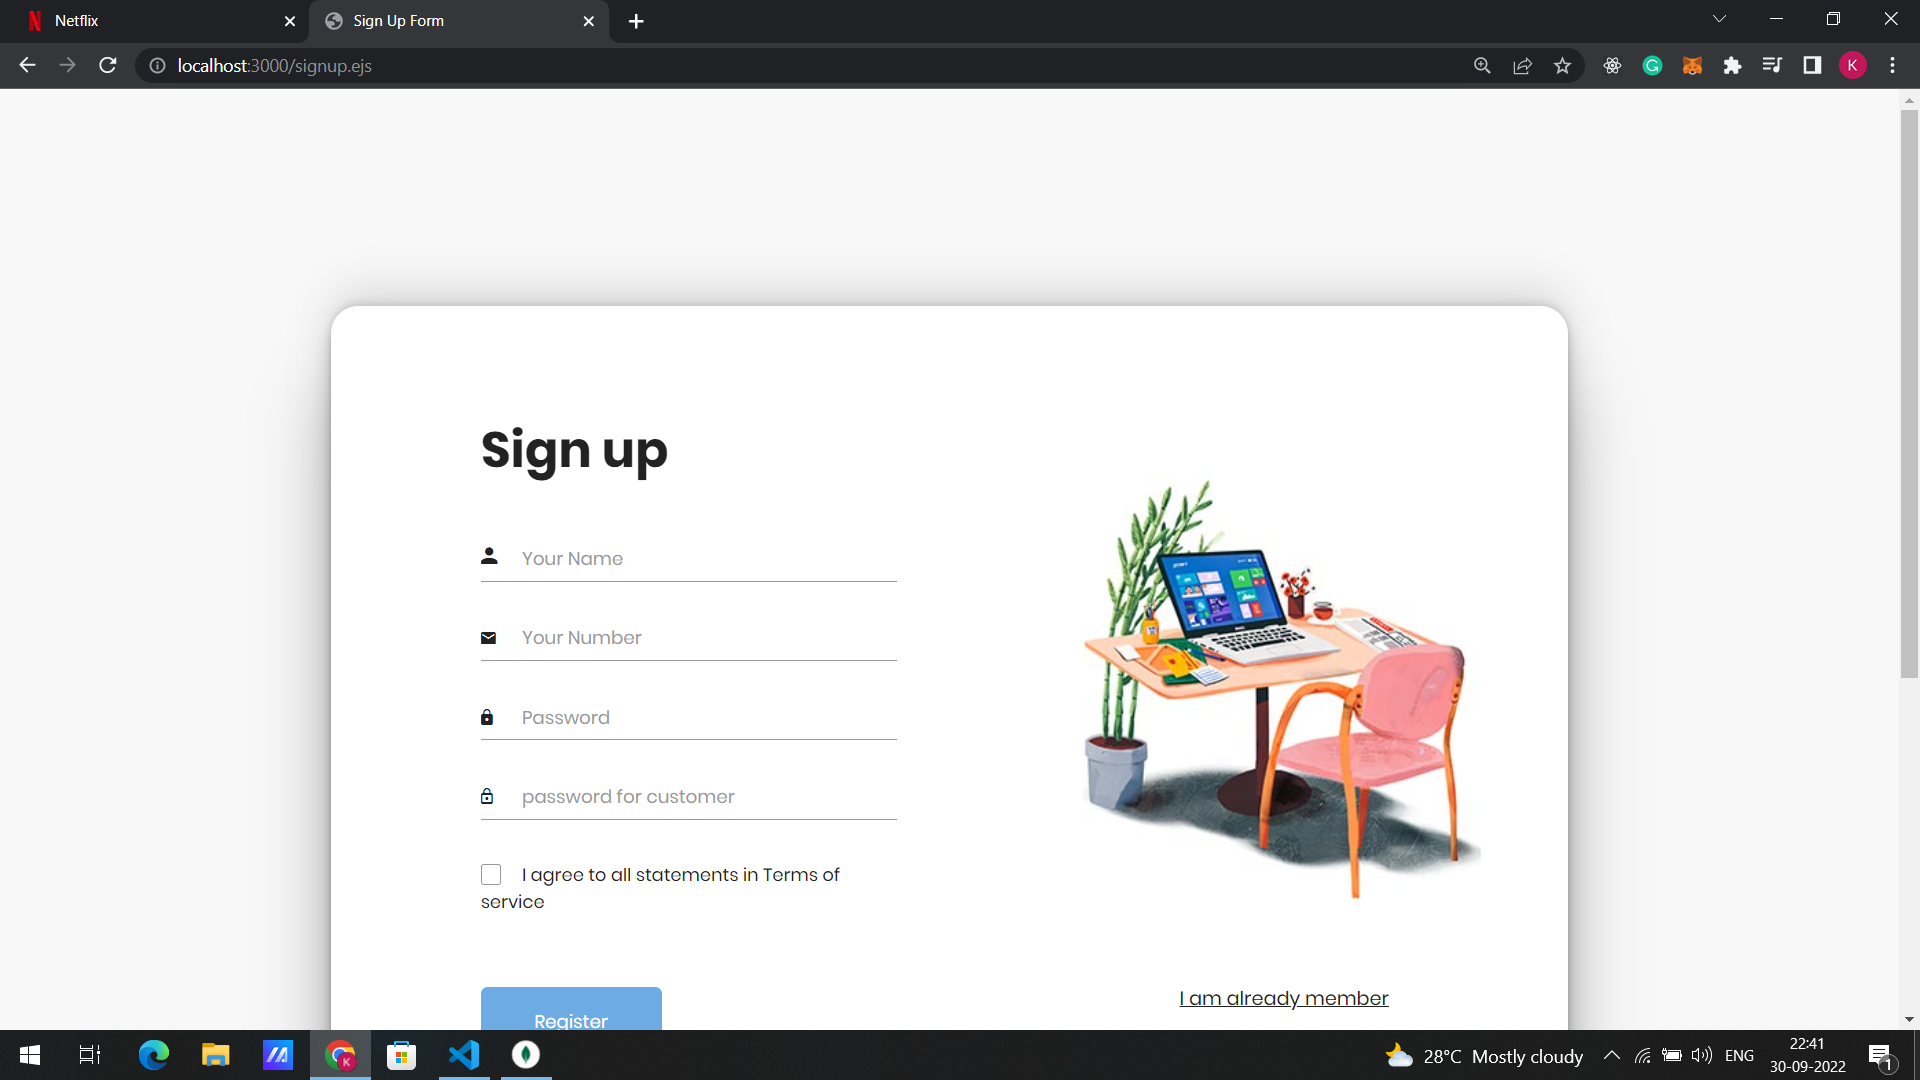 Netflix
Sign Up Form
localhost:3000/signup.ejs
K
Sign up
Your Name
Your Number
Password
password for customer
I agree to all statements in Terms of
service
Register
I am already member
K
28°C Mostly cloudy
ENG
22:41
30-09-2022
1